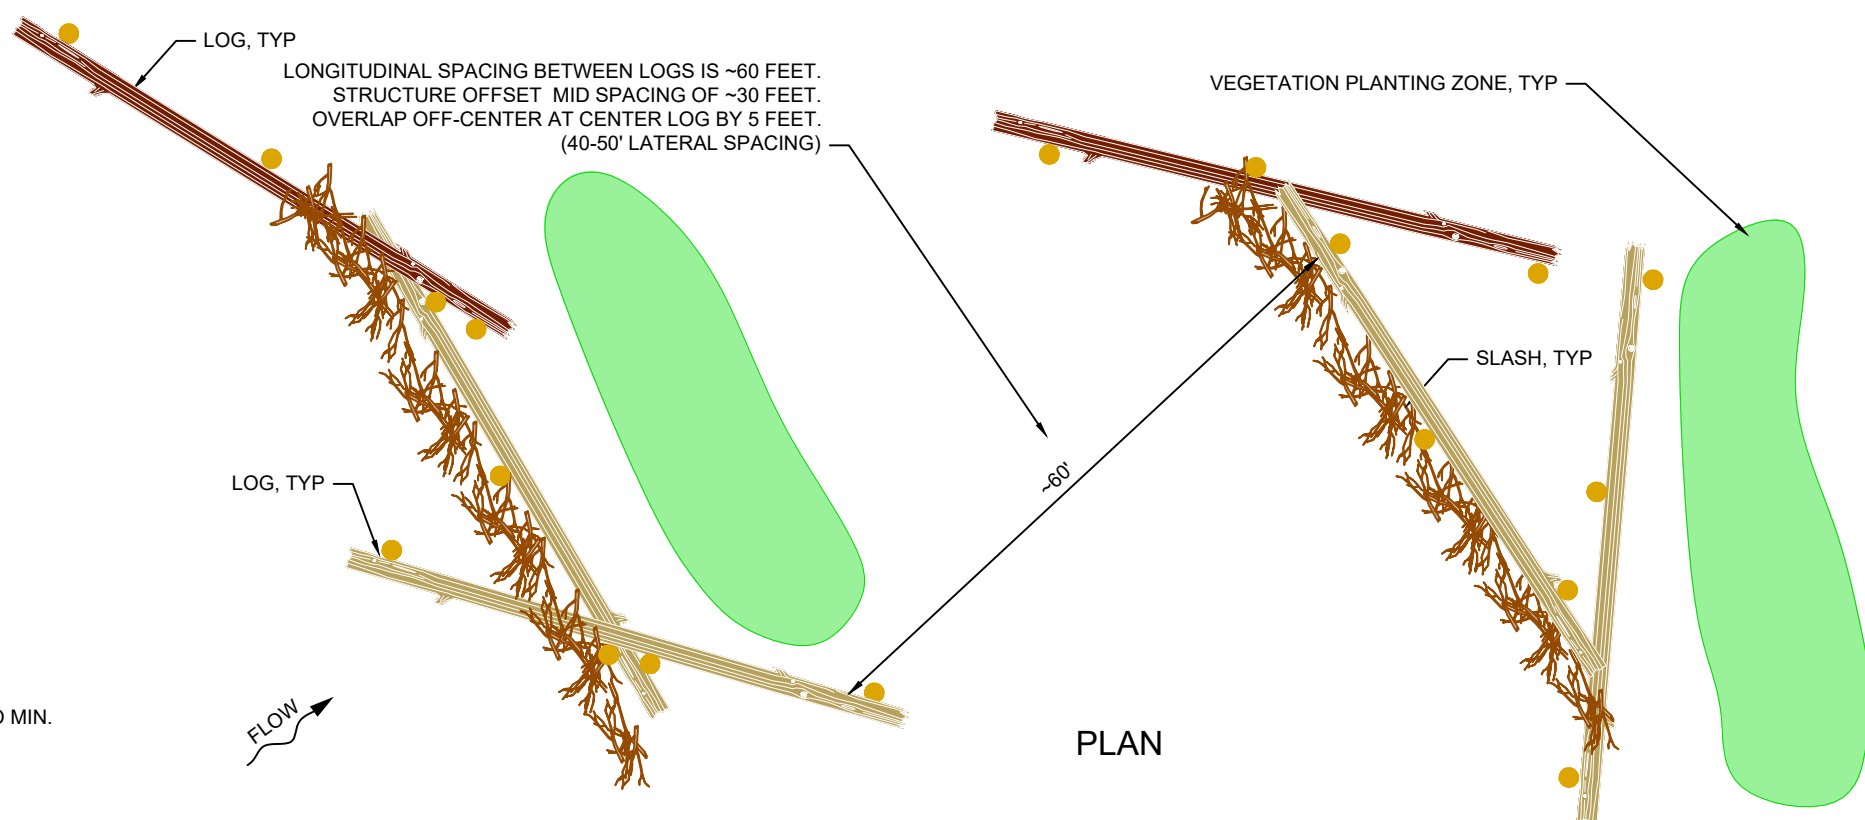 LOG, TYP
LONGITUDINAL SPACING BETWEEN LOGS IS ~60 FEET.
STRUCTURE OFFSET MID SPACING OF ~30 FEET.
OVERLAP OFF-CENTER AT CENTER LOG BY 5 FEET.
(40-50' LATERAL SPACING)
VEGETATION PLANTING ZONE, TYP
SLASH, TYP
LOG, TYP
~60'
FLOW
MIN.
PLAN